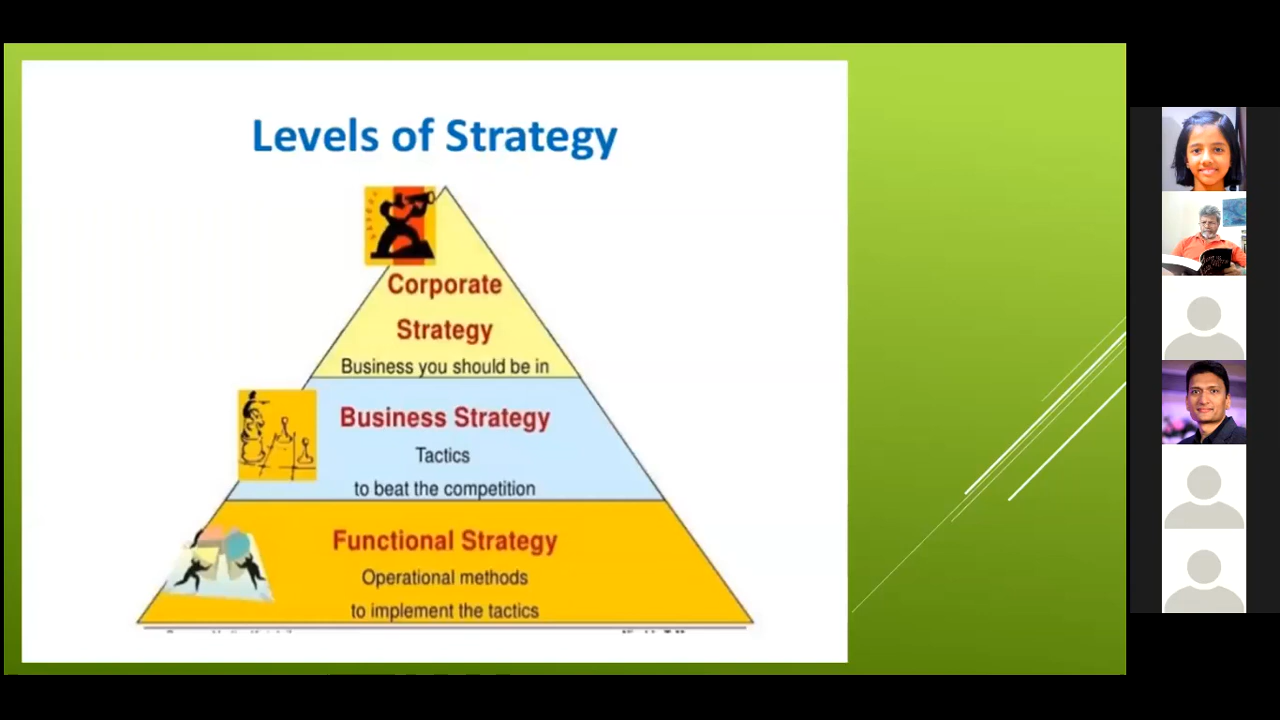 Levels of Strategy
Corporate
Strategy
Business you should be in
Business Strategy
Tactics
to beat the competition
Functional Strategy
Operational methods
to implement the tactics